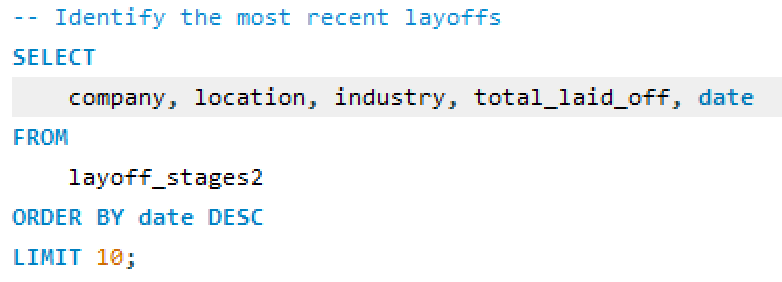 -- Identify the most recent layoffs
SELECT
    company, location, industry, total_laid_off, date
FROM
    layoff_stages2
ORDER BY date DESC
LIMIT 10;